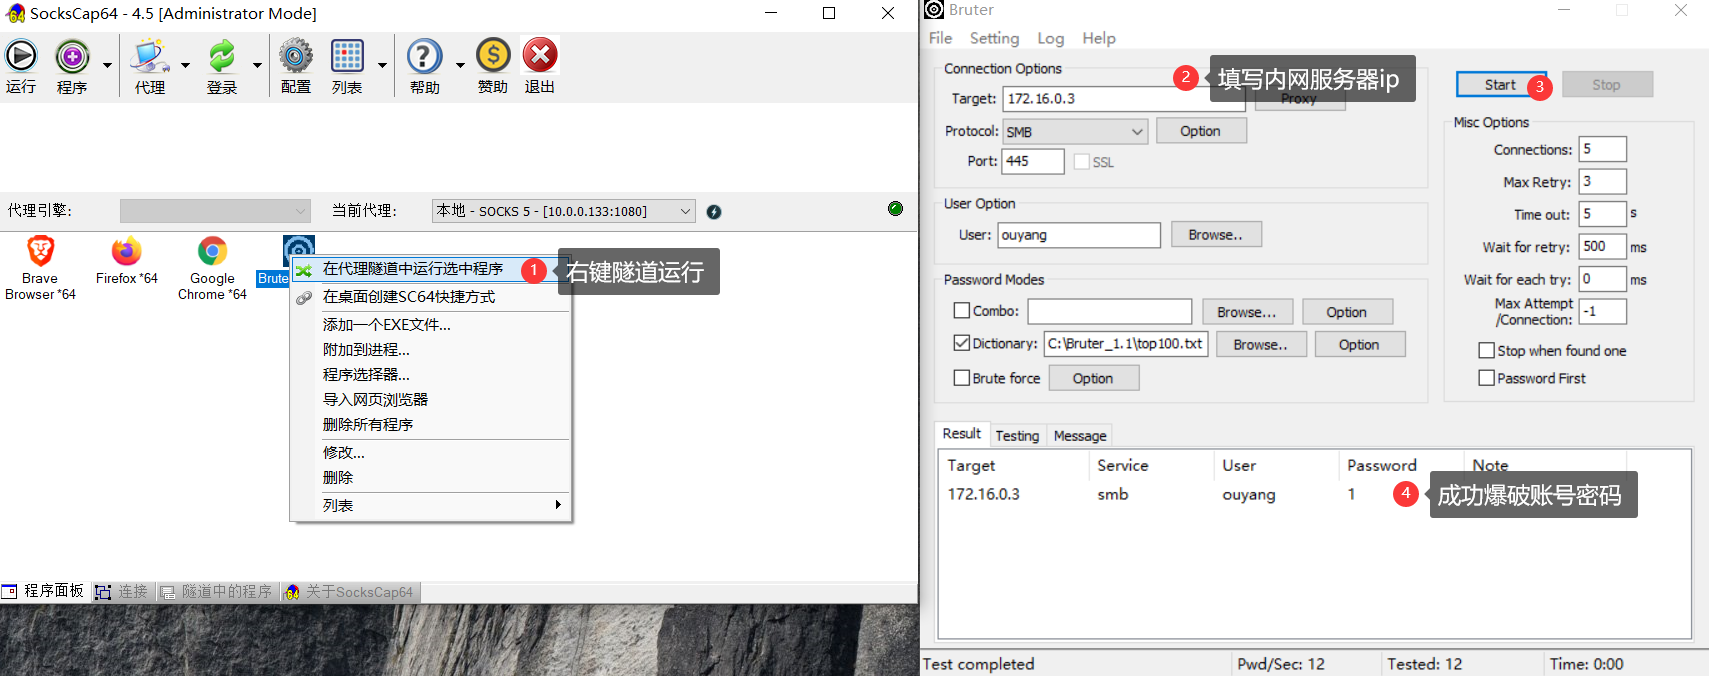 SocksCap64 - 4.5 [Administrator Mode]
运行 程序 代理 登录 配置 列表 帮助 赞助 退出
代理引擎: 当前代理: 本地 - SOCKS 5 - [10.0.0.133:1080]
Brave Browser *64
Firefox *64
Google Chrome *64
Brute
在代理隧道中运行选中程序
1 右键隧道运行
在桌面创建SC64快捷方式
添加一个EXE文件...
附加到进程...
程序选择器...
导入网页浏览器
删除所有程序
修改...
删除
列表
程序面板 连接 隧道中的程序 关于SocksCap64
Bruter
File Setting Log Help
Connection Options
2 填写内网服务器ip
Target: 172.16.0.3 Proxy
Protocol: SMB Option
Port: 445 SSL
User Option
User: ouyang Browse..
Password Modes
Combo: Browse... Option
Dictionary: C:\Bruter_1.1\top100.txt Browse.. Option
Brute force Option
Start 3 Stop
Misc Options
Connections: 5
Max Retry: 3
Time out: 5 s
Wait for retry: 500 ms
Wait for each try: 0 ms
Max Attempt
/Connection: -1
Stop when found one
Password First
Result Testing Message
Target Service User Password Note
172.16.0.3 smb ouyang 1
4 成功爆破账号密码
Test completed Pwd/Sec: 12 Tested: 12 Time: 0:00